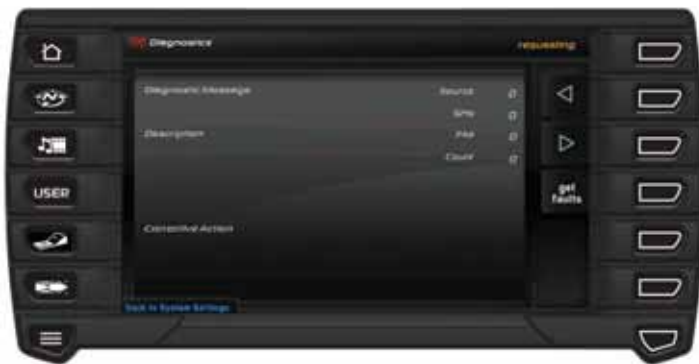 Diagnostics
requesting
Diagnostic Message
Source 0
SPN 0
Description
FMI 0
Count 0
USER
get
faults
Corrective Action
back to System Settings